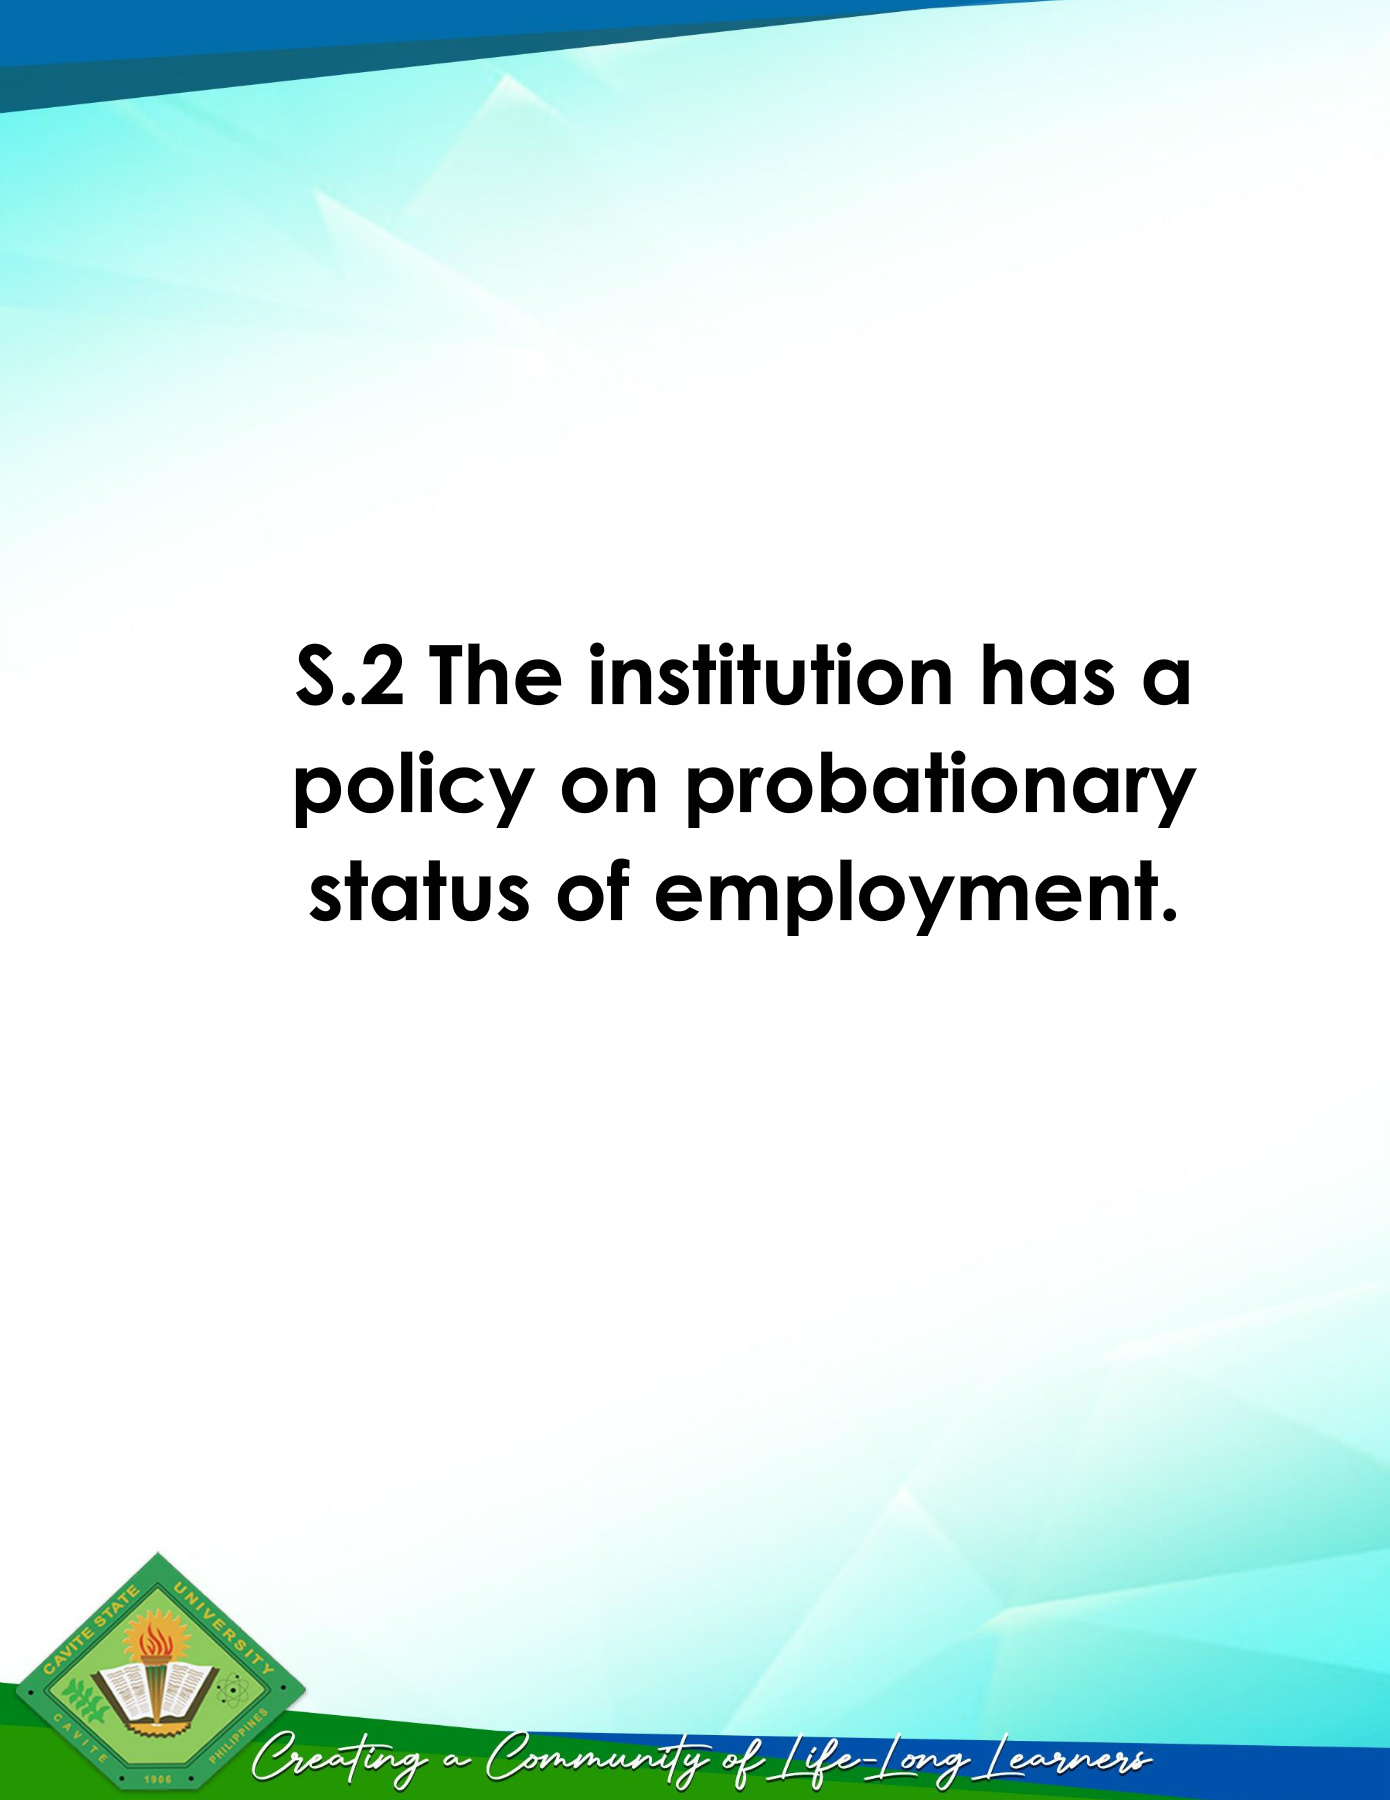 S.2 The institution has a
policy on probationary
status of employment.
CAVITE STATE UNIVERSITY
CAVITE PHILIPPINES
1906
Creating a Community of Life-Long Learners